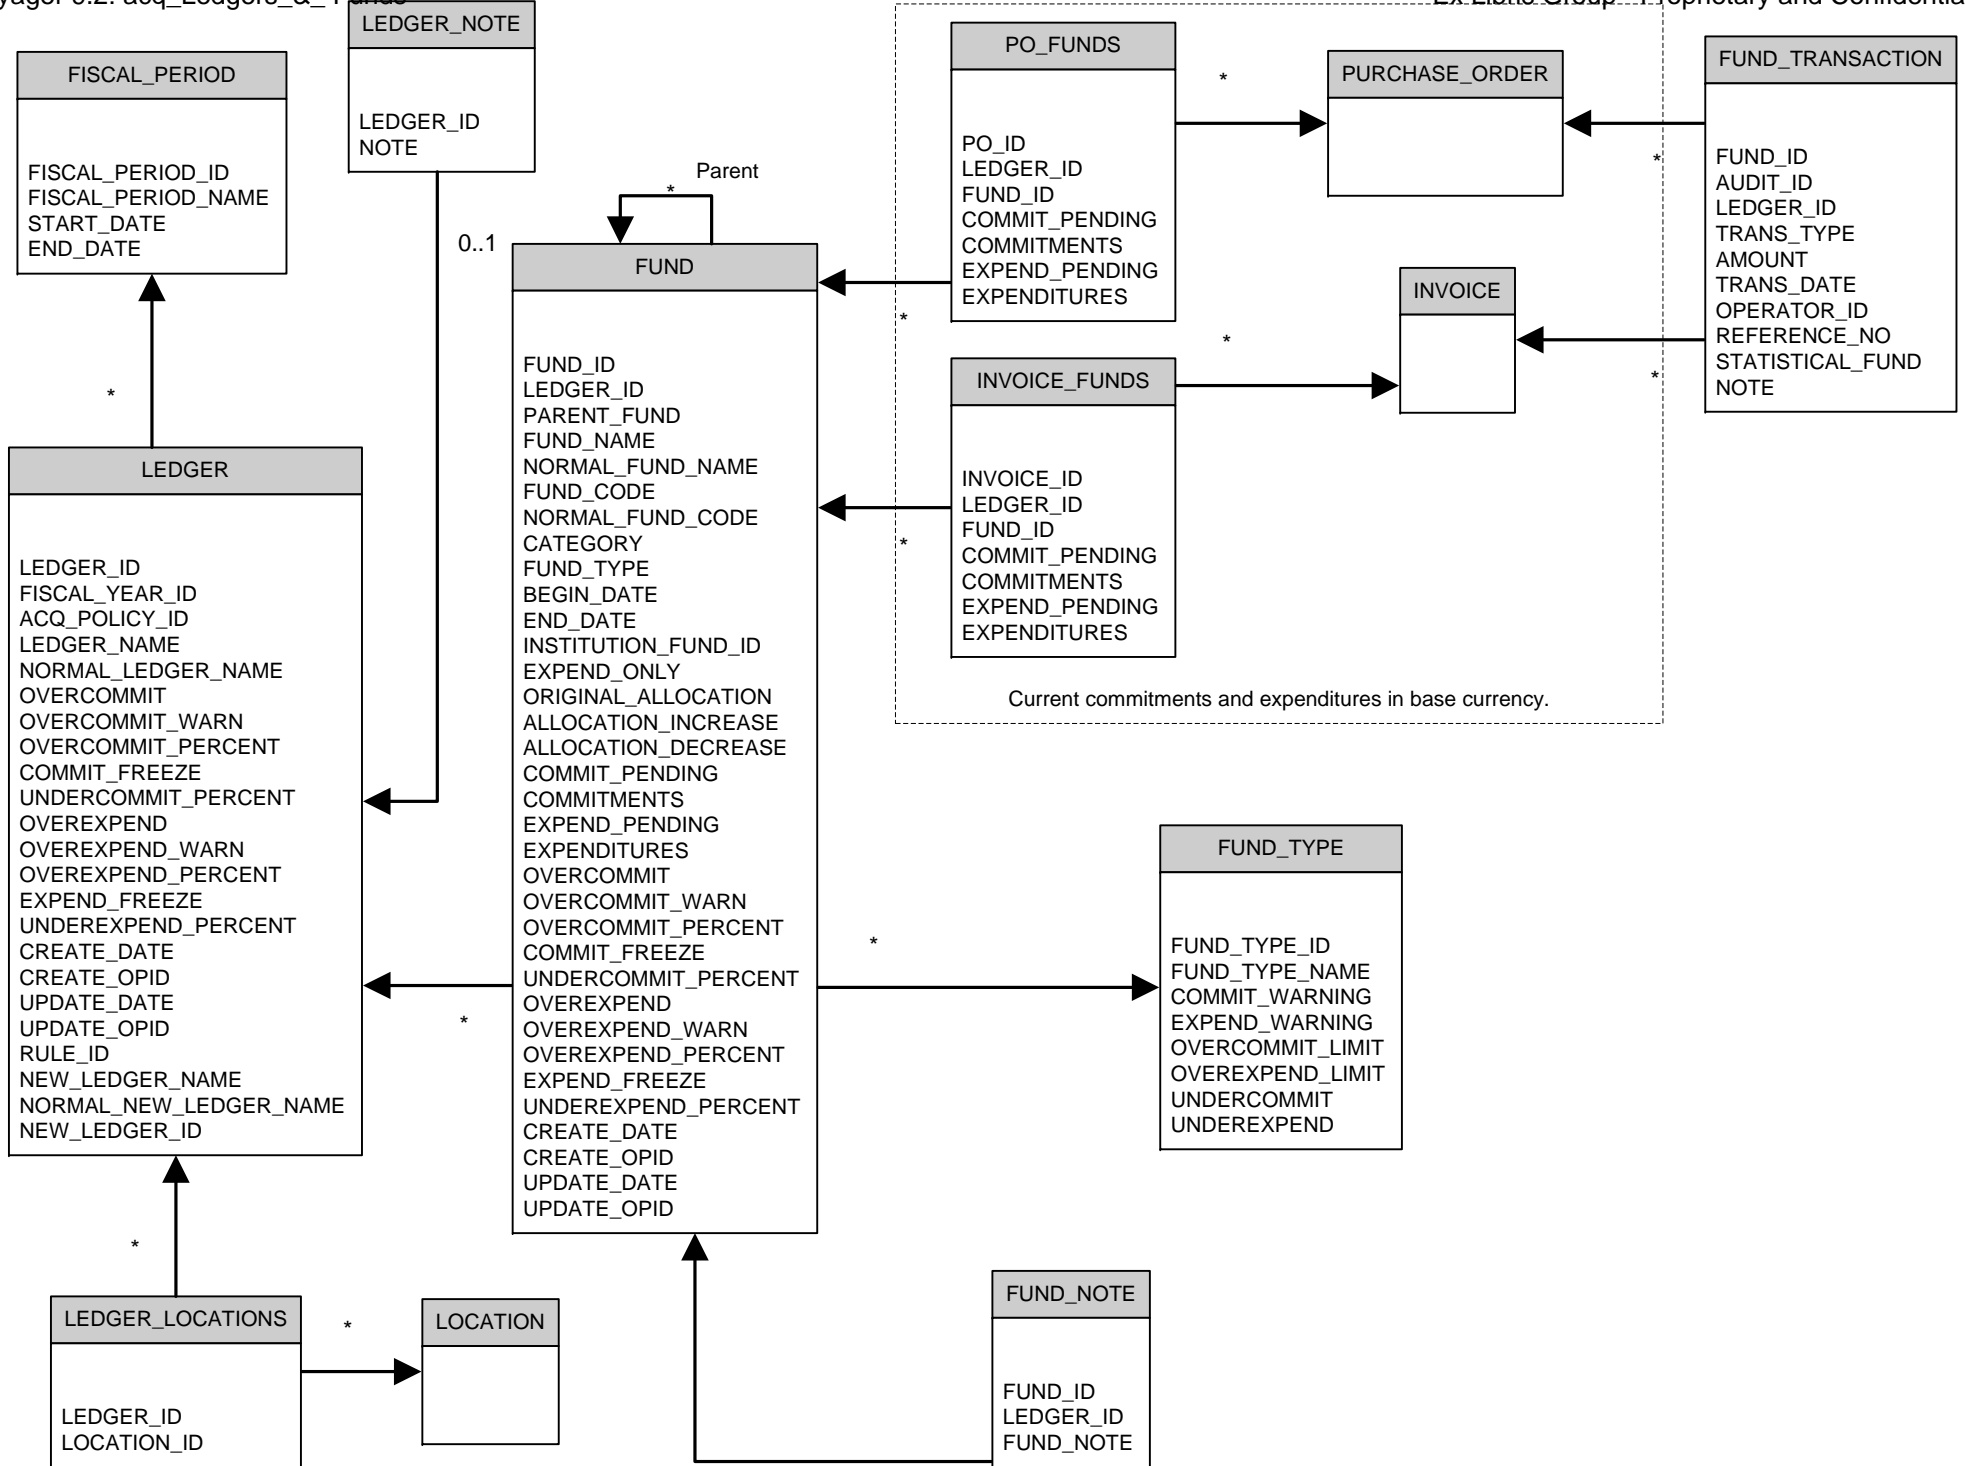 LEDGER_NOTE
LEDGER_ID
NOTE
FISCAL_PERIOD
FISCAL_PERIOD_ID
FISCAL_PERIOD_NAME
START_DATE
END_DATE
*
LEDGER
LEDGER_ID
FISCAL_YEAR_ID
ACQ_POLICY_ID
LEDGER_NAME
NORMAL_LEDGER_NAME
OVERCOMMIT
OVERCOMMIT_WARN
OVERCOMMIT_PERCENT
COMMIT_FREEZE
UNDERCOMMIT_PERCENT
OVEREXPEND
OVEREXPEND_WARN
OVEREXPEND_PERCENT
EXPEND_FREEZE
UNDEREXPEND_PERCENT
CREATE_DATE
CREATE_OPID
UPDATE_DATE
UPDATE_OPID
RULE_ID
NEW_LEDGER_NAME
NORMAL_NEW_LEDGER_NAME
NEW_LEDGER_ID
*
LEDGER_LOCATIONS
LEDGER_ID
LOCATION_ID
*
LOCATION
Parent
*
0..1
FUND
FUND_ID
LEDGER_ID
PARENT_FUND
FUND_NAME
NORMAL_FUND_NAME
FUND_CODE
NORMAL_FUND_CODE
CATEGORY
FUND_TYPE
BEGIN_DATE
END_DATE
INSTITUTION_FUND_ID
EXPEND_ONLY
ORIGINAL_ALLOCATION
ALLOCATION_INCREASE
ALLOCATION_DECREASE
COMMIT_PENDING
COMMITMENTS
EXPEND_PENDING
EXPENDITURES
OVERCOMMIT
OVERCOMMIT_WARN
OVERCOMMIT_PERCENT
COMMIT_FREEZE
UNDERCOMMIT_PERCENT
OVEREXPEND
OVEREXPEND_WARN
OVEREXPEND_PERCENT
EXPEND_FREEZE
UNDEREXPEND_PERCENT
CREATE_DATE
CREATE_OPID
UPDATE_DATE
UPDATE_OPID
*
*
PO_FUNDS
PO_ID
LEDGER_ID
FUND_ID
COMMIT_PENDING
COMMITMENTS
EXPEND_PENDING
EXPENDITURES
*
*
PURCHASE_ORDER
INVOICE_FUNDS
INVOICE_ID
LEDGER_ID
FUND_ID
COMMIT_PENDING
COMMITMENTS
EXPEND_PENDING
EXPENDITURES
*
*
INVOICE
Current commitments and expenditures in base currency.
FUND_TRANSACTION
FUND_ID
AUDIT_ID
LEDGER_ID
TRANS_TYPE
AMOUNT
TRANS_DATE
OPERATOR_ID
REFERENCE_NO
STATISTICAL_FUND
NOTE
*
*
FUND_TYPE
FUND_TYPE_ID
FUND_TYPE_NAME
COMMIT_WARNING
EXPEND_WARNING
OVERCOMMIT_LIMIT
OVEREXPEND_LIMIT
UNDERCOMMIT
UNDEREXPEND
FUND_NOTE
FUND_ID
LEDGER_ID
FUND_NOTE